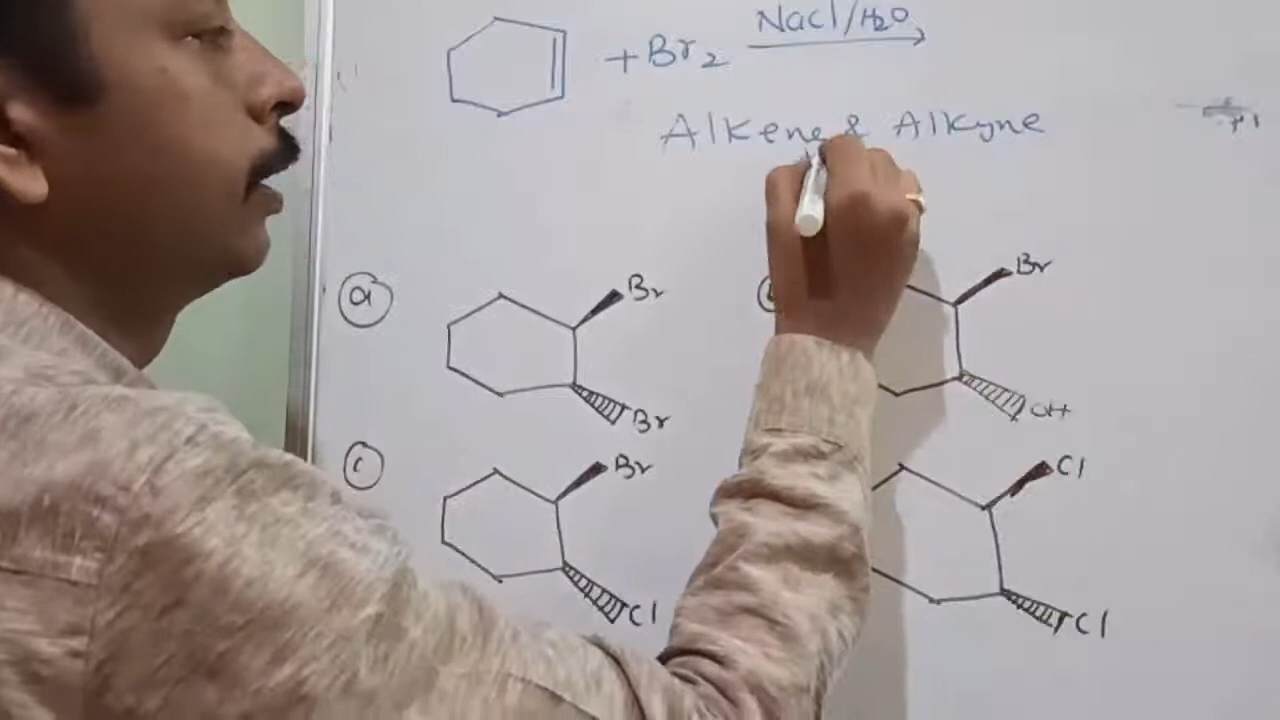 NaCl/H2O
+ Br2
Alkene & Alkyne
a
Br
Br
Br
OH
c
Br
Cl
Cl
Cl